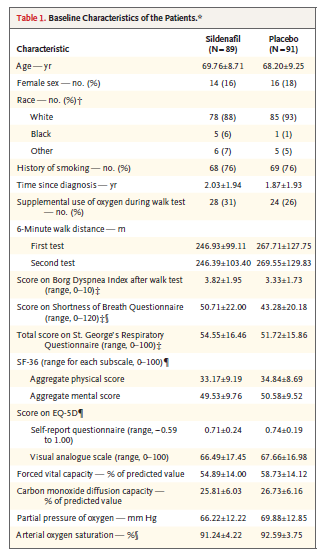 Table 1. Baseline Characteristics of the Patients.*
Characteristic Sildenafil (N=89) Placebo (N=91)
Age — yr 69.76±8.71 68.20±9.25
Female sex — no. (%) 14 (16) 16 (18)
Race — no. (%)†
White 78 (88) 85 (93)
Black 5 (6) 1 (1)
Other 6 (7) 5 (5)
History of smoking — no. (%) 68 (76) 69 (76)
Time since diagnosis — yr 2.03±1.94 1.87±1.93
Supplemental use of oxygen during walk test
— no. (%) 28 (31) 24 (26)
6-Minute walk distance — m
First test 246.93±99.11 267.71±127.75
Second test 246.39±103.40 269.55±129.83
Score on Borg Dyspnea Index after walk test
(range, 0–10)‡ 3.82±1.95 3.33±1.73
Score on Shortness of Breath Questionnaire
(range, 0–120)‡§ 50.71±22.00 43.28±20.18
Total score on St. George's Respiratory
Questionnaire (range, 0–100)‡ 54.55±16.46 51.72±15.86
SF-36 (range for each subscale, 0–100)¶
Aggregate physical score 33.17±9.19 34.84±8.69
Aggregate mental score 49.53±9.76 50.58±9.52
Score on EQ-5D¶
Self-report questionnaire (range, –0.59
to 1.00) 0.71±0.24 0.74±0.19
Visual analogue scale (range, 0–100) 66.49±17.45 67.66±16.98
Forced vital capacity — % of predicted value 54.89±14.00 58.73±14.12
Carbon monoxide diffusion capacity —
% of predicted value 25.81±6.03 26.73±6.16
Partial pressure of oxygen — mm Hg 66.22±12.22 69.88±12.85
Arterial oxygen saturation — %§ 91.24±4.22 92.59±3.75